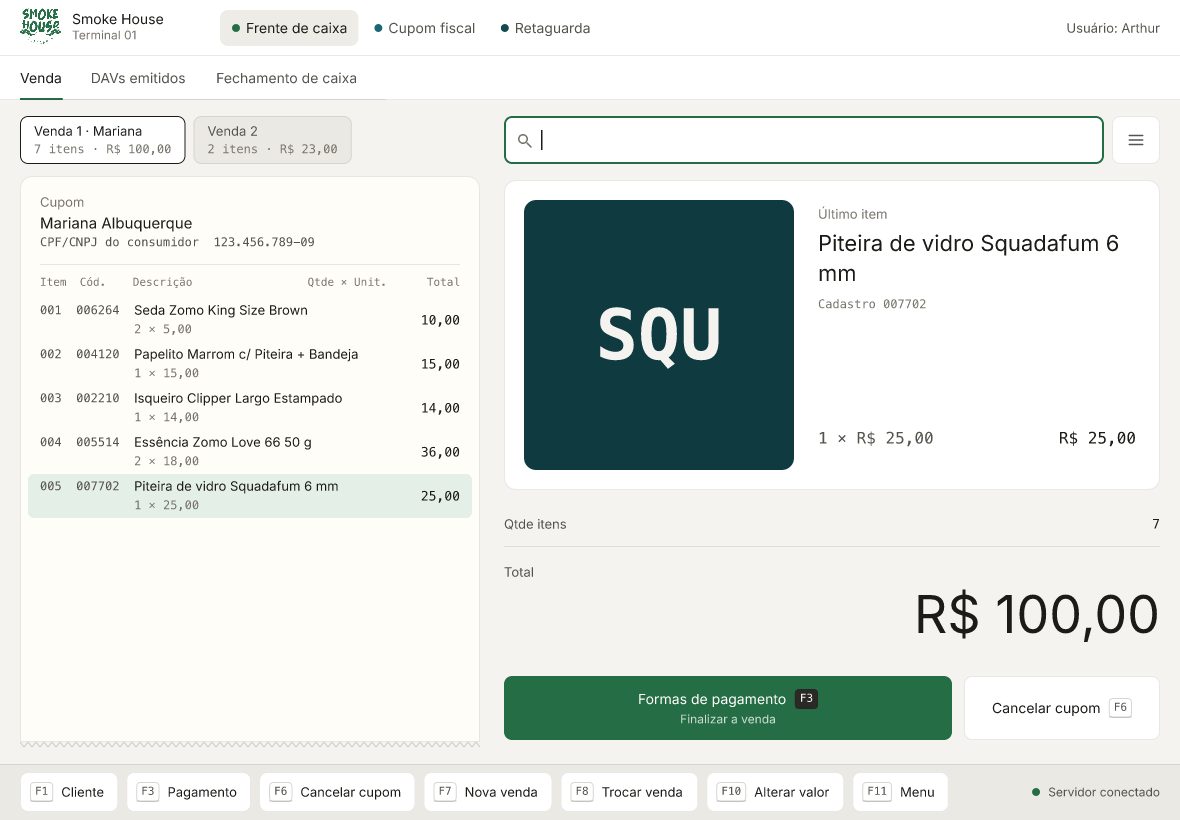 SMOKE
HOUSE
Smoke House
Terminal 01
Frente de caixa
Cupom fiscal
Retaguarda
Usuário: Arthur
Venda
DAVs emitidos
Fechamento de caixa
Venda 1 · Mariana
7 itens · R$ 100,00
Venda 2
2 itens · R$ 23,00
Cupom
Mariana Albuquerque
CPF/CNPJ do consumidor 123.456.789-09
Item Cód. Descrição Qtde × Unit. Total
001 006264 Seda Zomo King Size Brown
2 × 5,00 10,00
002 004120 Papelito Marrom c/ Piteira + Bandeja
1 × 15,00 15,00
003 002210 Isqueiro Clipper Largo Estampado
1 × 14,00 14,00
004 005514 Essência Zomo Love 66 50 g
2 × 18,00 36,00
005 007702 Piteira de vidro Squadafum 6 mm
1 × 25,00 25,00
SQU
Último item
Piteira de vidro Squadafum 6
mm
Cadastro 007702
1 × R$ 25,00 R$ 25,00
Qtde itens 7
Total
R$ 100,00
Formas de pagamento F3
Finalizar a venda
Cancelar cupom F6
F1 Cliente
F3 Pagamento
F6 Cancelar cupom
F7 Nova venda
F8 Trocar venda
F10 Alterar valor
F11 Menu
Servidor conectado